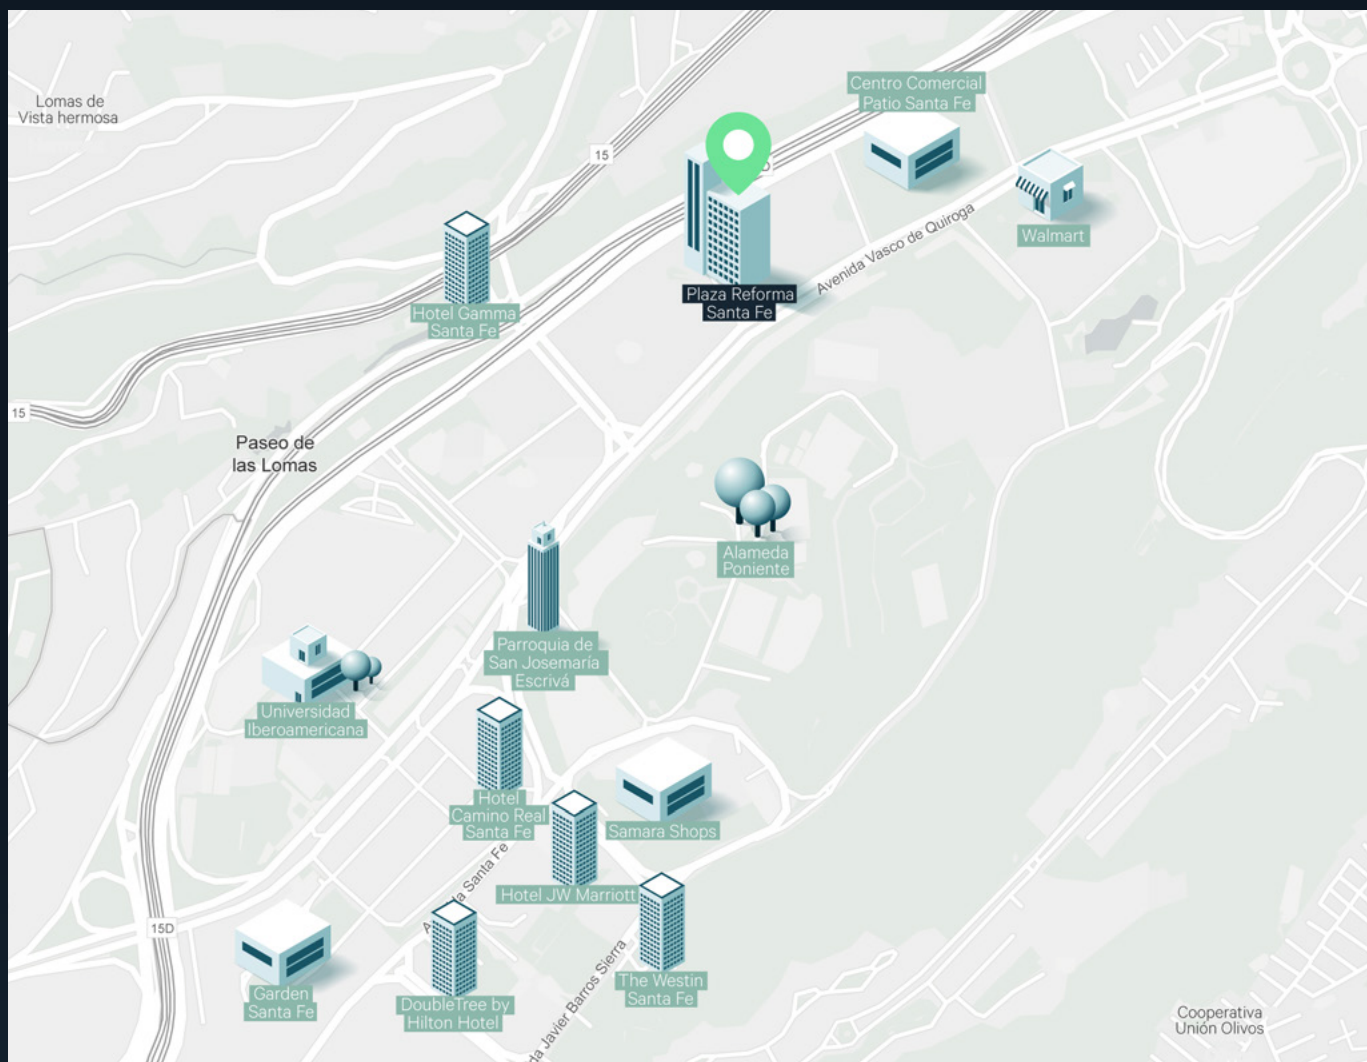 Centro Comercial
Patio Santa Fe
Lomas de
Vista hermosa
15
D
Walmart
Avenida Vasco de Quiroga
Plaza Reforma
Santa Fe
Hotel Gamma
Santa Fe
15
Paseo de
las Lomas
Alameda
Poniente
Parroquia de
San Josemaría
Escrivá
Universidad
Iberoamericana
Hotel
Camino Real
Santa Fe
Samara Shops
Hotel JW Marriott
da Santa Fe
15D
The Westin
Santa Fe
Garden
Santa Fe
DoubleTree by
Hilton Hotel
da Javier Barros Sierra
Cooperativa
Unión Olivos